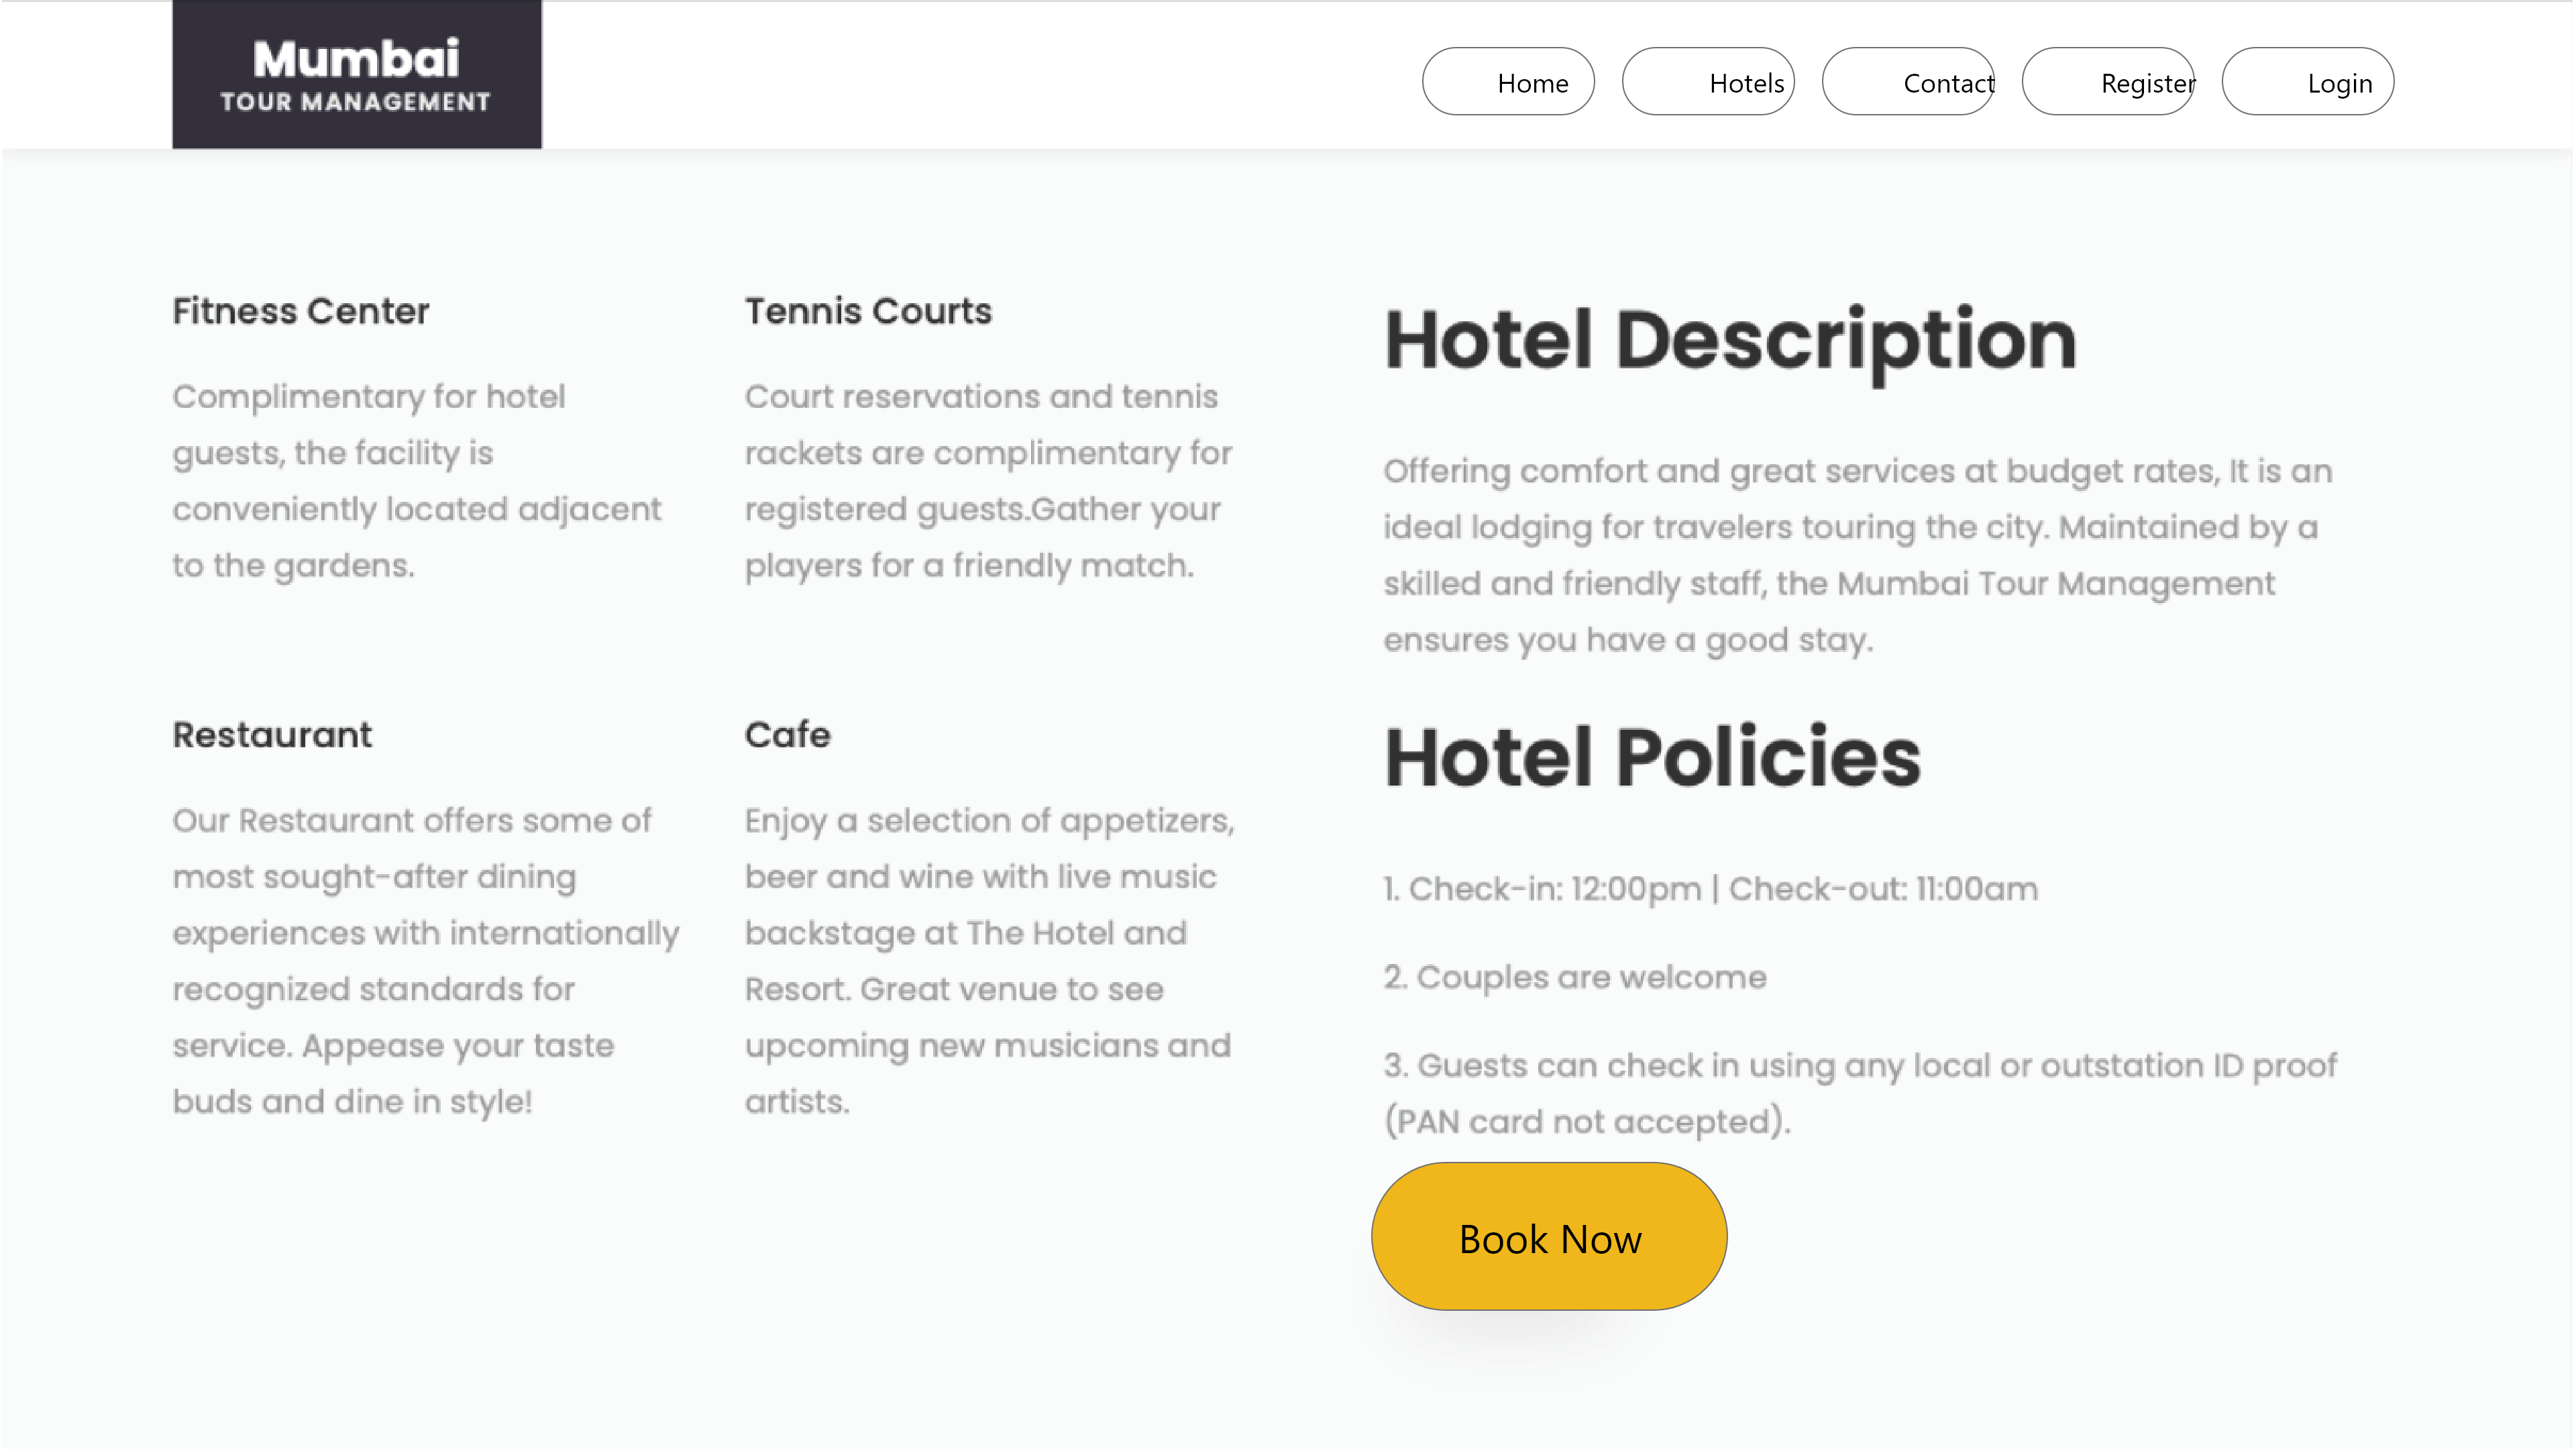 Mumbai
TOUR MANAGEMENT
Home
Hotels
Contact
Register
Login
Fitness Center
Complimentary for hotel
guests, the facility is
conveniently located adjacent
to the gardens.
Tennis Courts
Court reservations and tennis
rackets are complimentary for
registered guests.Gather your
players for a friendly match.
Restaurant
Our Restaurant offers some of
most sought-after dining
experiences with internationally
recognized standards for
service. Appease your taste
buds and dine in style!
Cafe
Enjoy a selection of appetizers,
beer and wine with live music
backstage at The Hotel and
Resort. Great venue to see
upcoming new musicians and
artists.
Hotel Description
Offering comfort and great services at budget rates, It is an
ideal lodging for travelers touring the city. Maintained by a
skilled and friendly staff, the Mumbai Tour Management
ensures you have a good stay.
Hotel Policies
1. Check-in: 12:00pm | Check-out: 11:00am
2. Couples are welcome
3. Guests can check in using any local or outstation ID proof
(PAN card not accepted).
Book Now